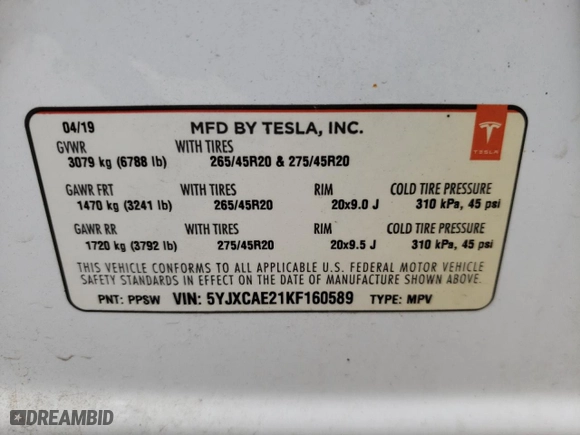 04/19 MFD BY TESLA, INC.
GVWR WITH TIRES
3079 kg (6788 lb) 265/45R20 & 275/45R20
TESLA
GAWR FRT WITH TIRES RIM COLD TIRE PRESSURE
1470 kg (3241 lb) 265/45R20 20x9.0 J 310 kPa, 45 psi
GAWR RR WITH TIRES RIM COLD TIRE PRESSURE
1720 kg (3792 lb) 275/45R20 20x9.5 J 310 kPa, 45 psi
THIS VEHICLE CONFORMS TO ALL APPLICABLE U.S. FEDERAL MOTOR VEHICLE
SAFETY STANDARDS IN EFFECT ON THE DATE OF MANUFACTURE SHOWN ABOVE.
PNT: PPSW VIN: 5YJXCAE21KF160589 TYPE: MPV
DREAMBID